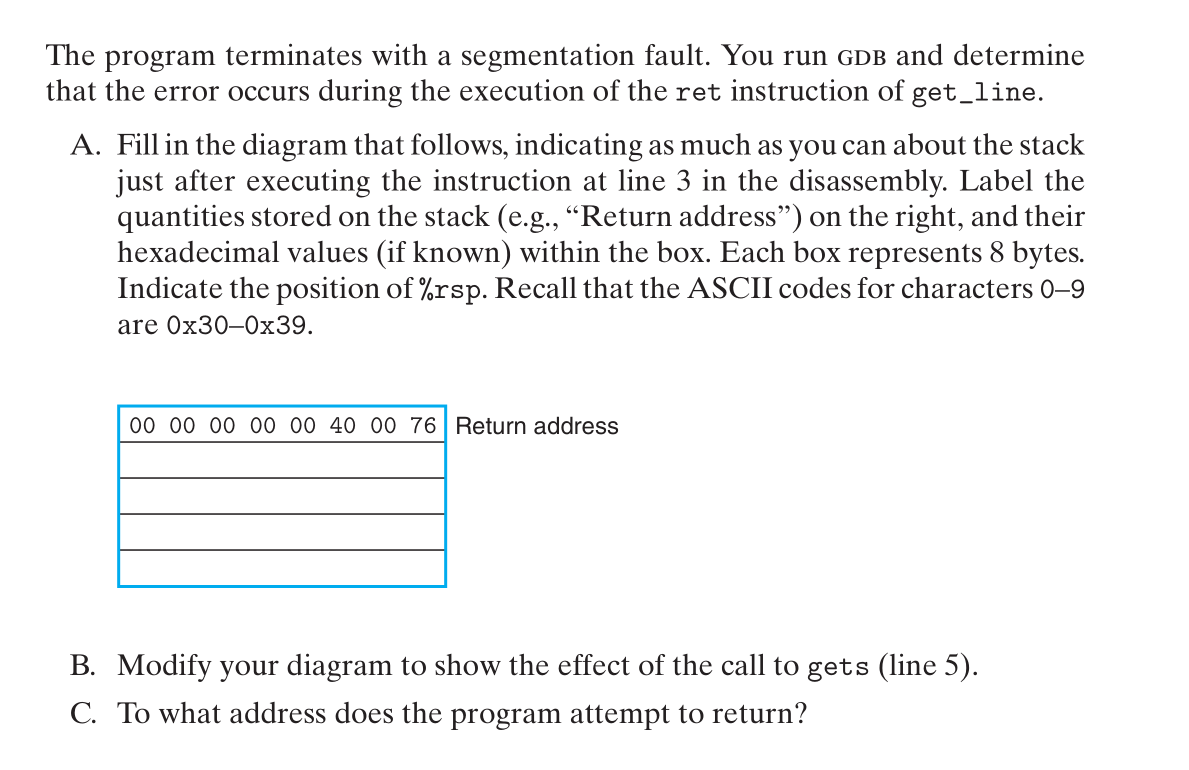 The program terminates with a segmentation fault. You run GDB and determine
that the error occurs during the execution of the ret instruction of get_line.
A. Fill in the diagram that follows, indicating as much as you can about the stack
just after executing the instruction at line 3 in the disassembly. Label the
quantities stored on the stack (e.g., “Return address”) on the right, and their
hexadecimal values (if known) within the box. Each box represents 8 bytes.
Indicate the position of %rsp. Recall that the ASCII codes for characters 0–9
are 0x30–0x39.
00 00 00 00 00 40 00 76 Return address
B. Modify your diagram to show the effect of the call to gets (line 5).
C. To what address does the program attempt to return?